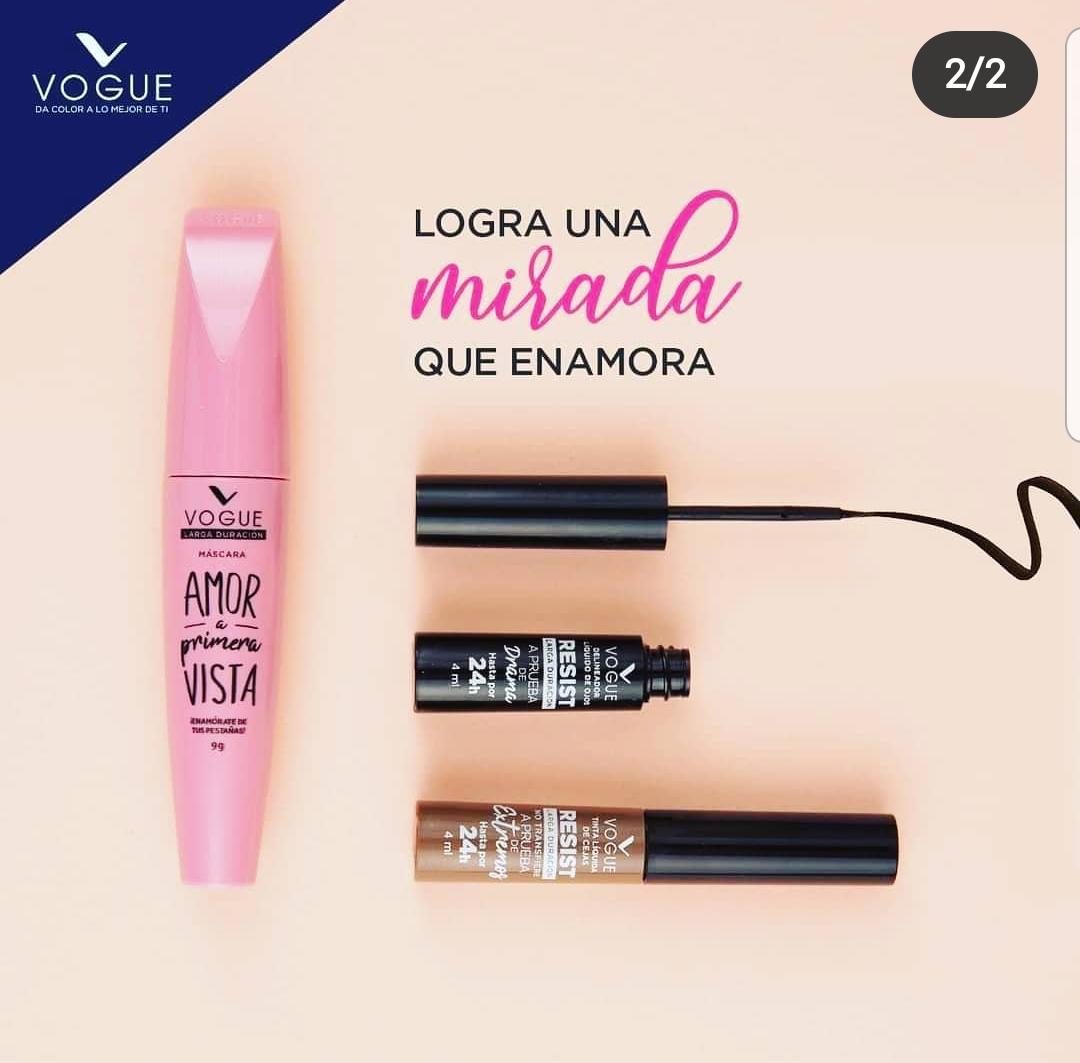 VOGUE
DA COLOR A LO MEJOR DE TI
2/2
LOGRA UNA
mirada
QUE ENAMORA
VOGUE
LARGA DURACION
MÁSCARA
AMOR
a
primera
VISTA
¡ENAMÓRATE DE
TUS PESTAÑAS!
9g
VOGUE
DELINEADOR
LÍQUIDO DE OJOS
RESIST
LARGA DURACIÓN
A PRUEBA
DE
Drama
Hasta por
24h
4 ml
VOGUE
TINTA LÍQUIDA
DE CEJAS
RESIST
LARGA DURACIÓN
NO TRANSFIERE
A PRUEBA
DE
Extremos
Hasta por
24h
4 ml